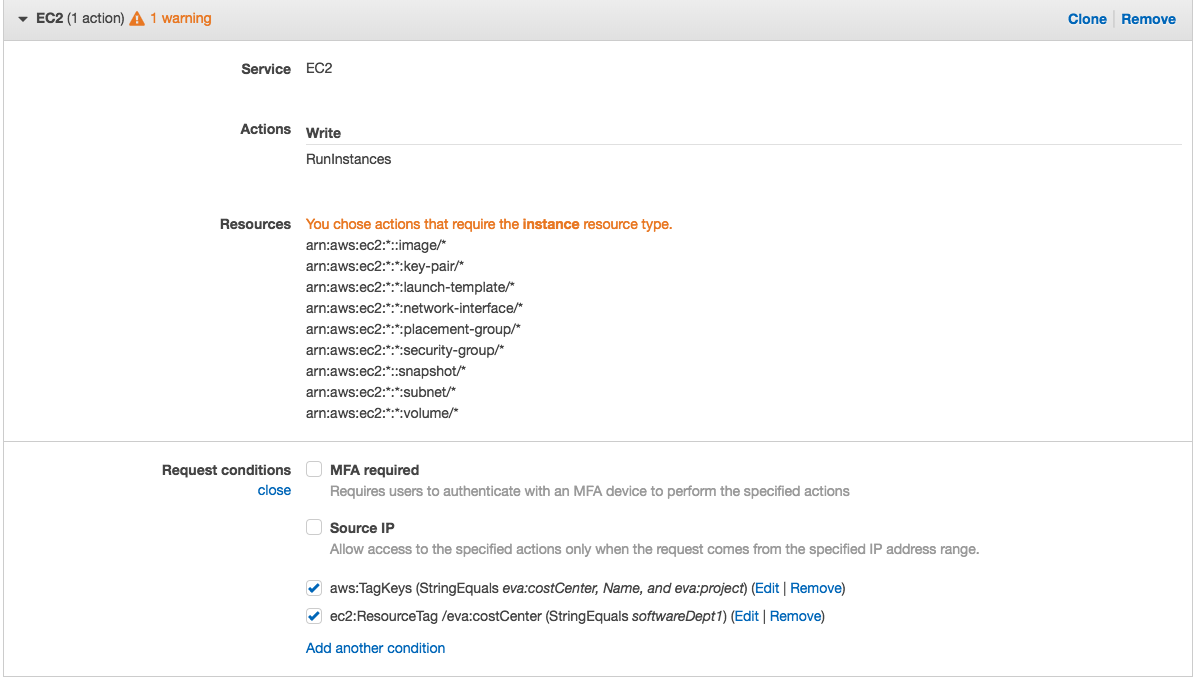 EC2 (1 action) 1 warning Clone Remove
Service EC2
Actions Write
RunInstances
Resources You chose actions that require the instance resource type.
arn:aws:ec2:*::image/*
arn:aws:ec2:*:*:key-pair/*
arn:aws:ec2:*:*:launch-template/*
arn:aws:ec2:*:*:network-interface/*
arn:aws:ec2:*:*:placement-group/*
arn:aws:ec2:*:*:security-group/*
arn:aws:ec2:*::snapshot/*
arn:aws:ec2:*:*:subnet/*
arn:aws:ec2:*:*:volume/*
Request conditions MFA required
close Requires users to authenticate with an MFA device to perform the specified actions
Source IP
Allow access to the specified actions only when the request comes from the specified IP address range.
aws:TagKeys (StringEquals eva:costCenter, Name, and eva:project) (Edit | Remove)
ec2:ResourceTag /eva:costCenter (StringEquals softwareDept1) (Edit | Remove)
Add another condition